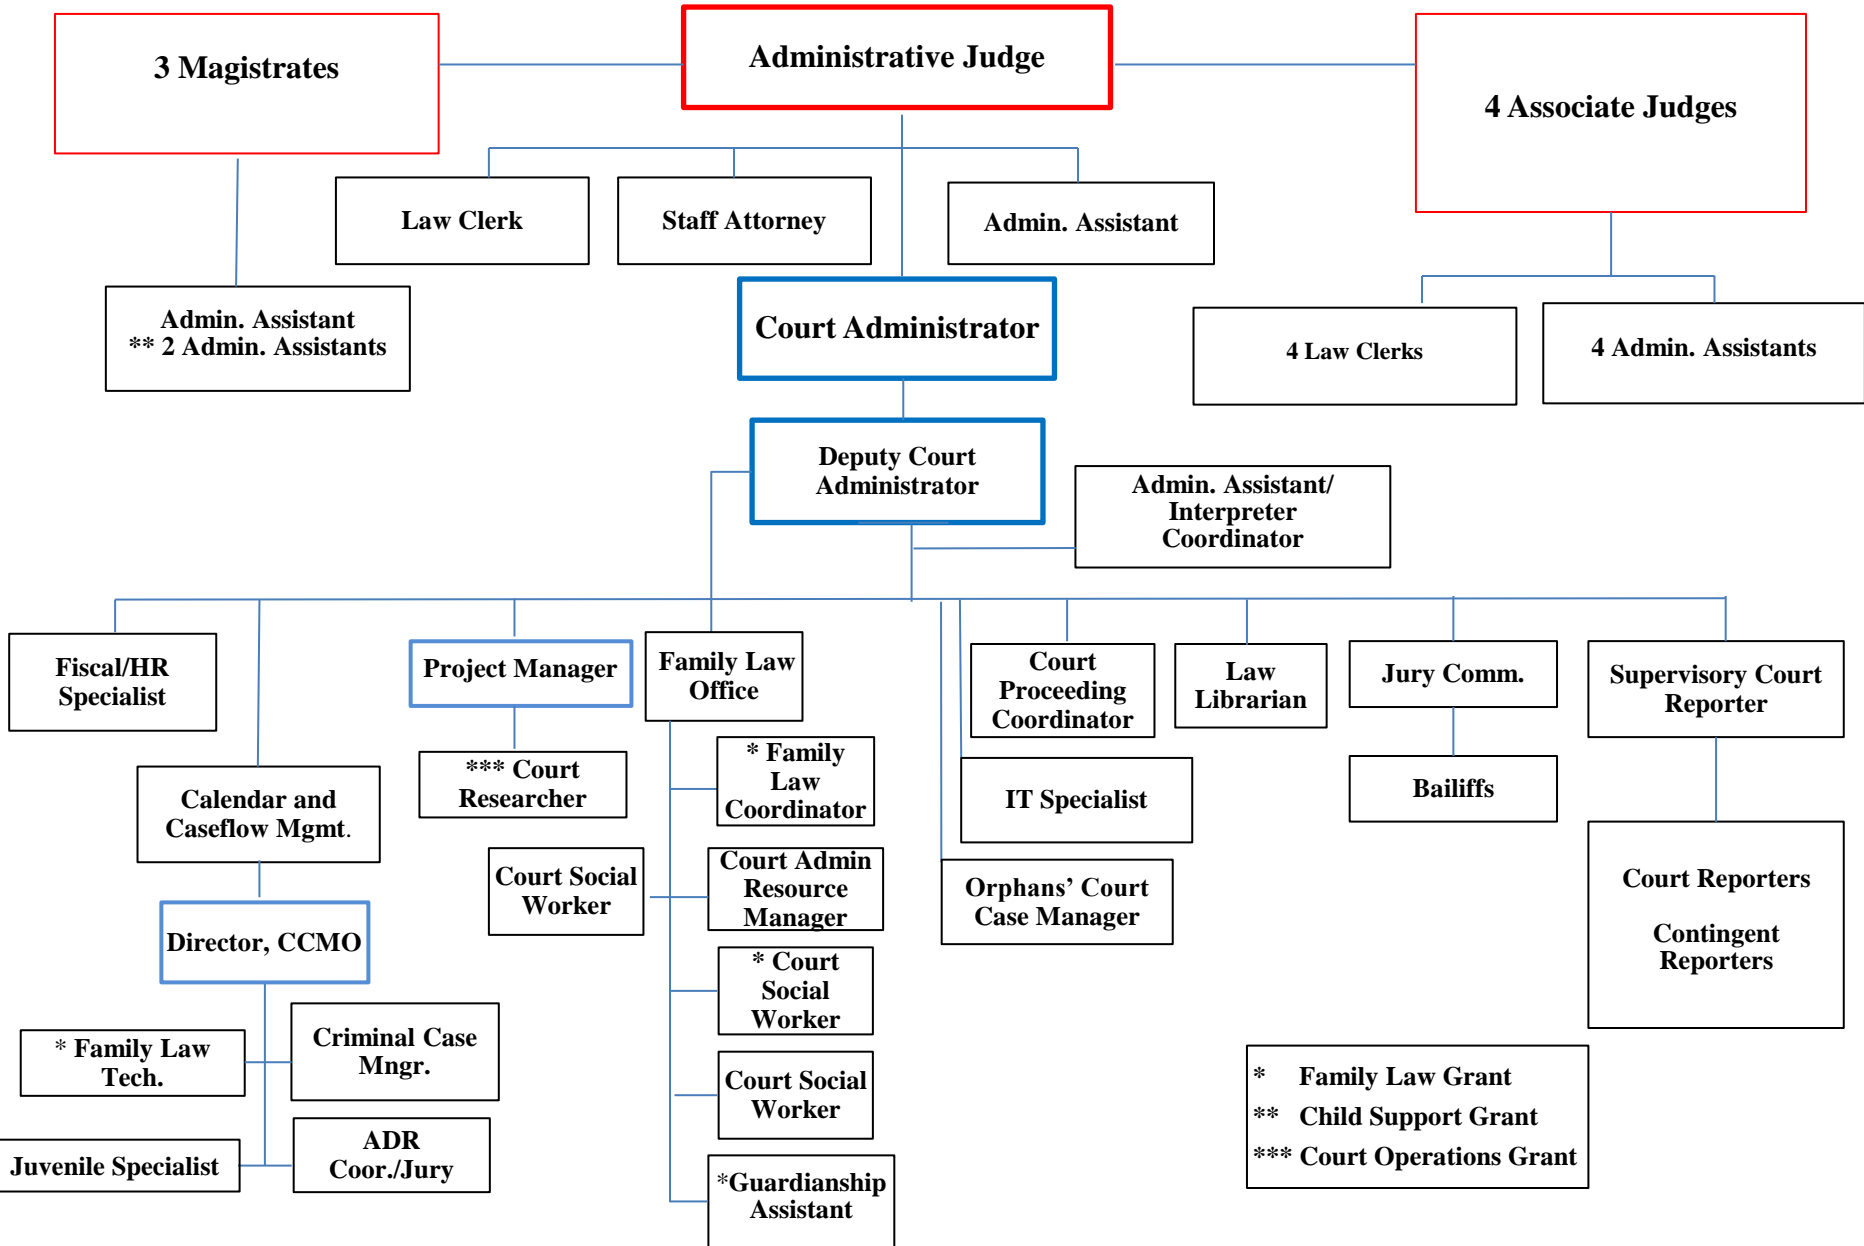 3 Magistrates
Administrative Judge
4 Associate Judges
Law Clerk
Staff Attorney
Admin. Assistant
Admin. Assistant
** 2 Admin. Assistants
Court Administrator
4 Law Clerks
4 Admin. Assistants
Deputy Court
Administrator
Admin. Assistant/
Interpreter
Coordinator
Fiscal/HR
Specialist
Project Manager
Family Law
Office
Court
Proceeding
Coordinator
Law
Librarian
Jury Comm.
Supervisory Court
Reporter
Calendar and
Caseflow Mgmt.
*** Court
Researcher
* Family
Law
Coordinator
IT Specialist
Bailiffs
Court Social
Worker
Court Admin
Resource
Manager
Orphans’ Court
Case Manager
Court Reporters
Contingent
Reporters
Director, CCMO
* Court
Social
Worker
* Family Law
Tech.
Criminal Case
Mngr.
Court Social
Worker
Juvenile Specialist
ADR
Coor./Jury
*Guardianship
Assistant
* Family Law Grant
** Child Support Grant
*** Court Operations Grant